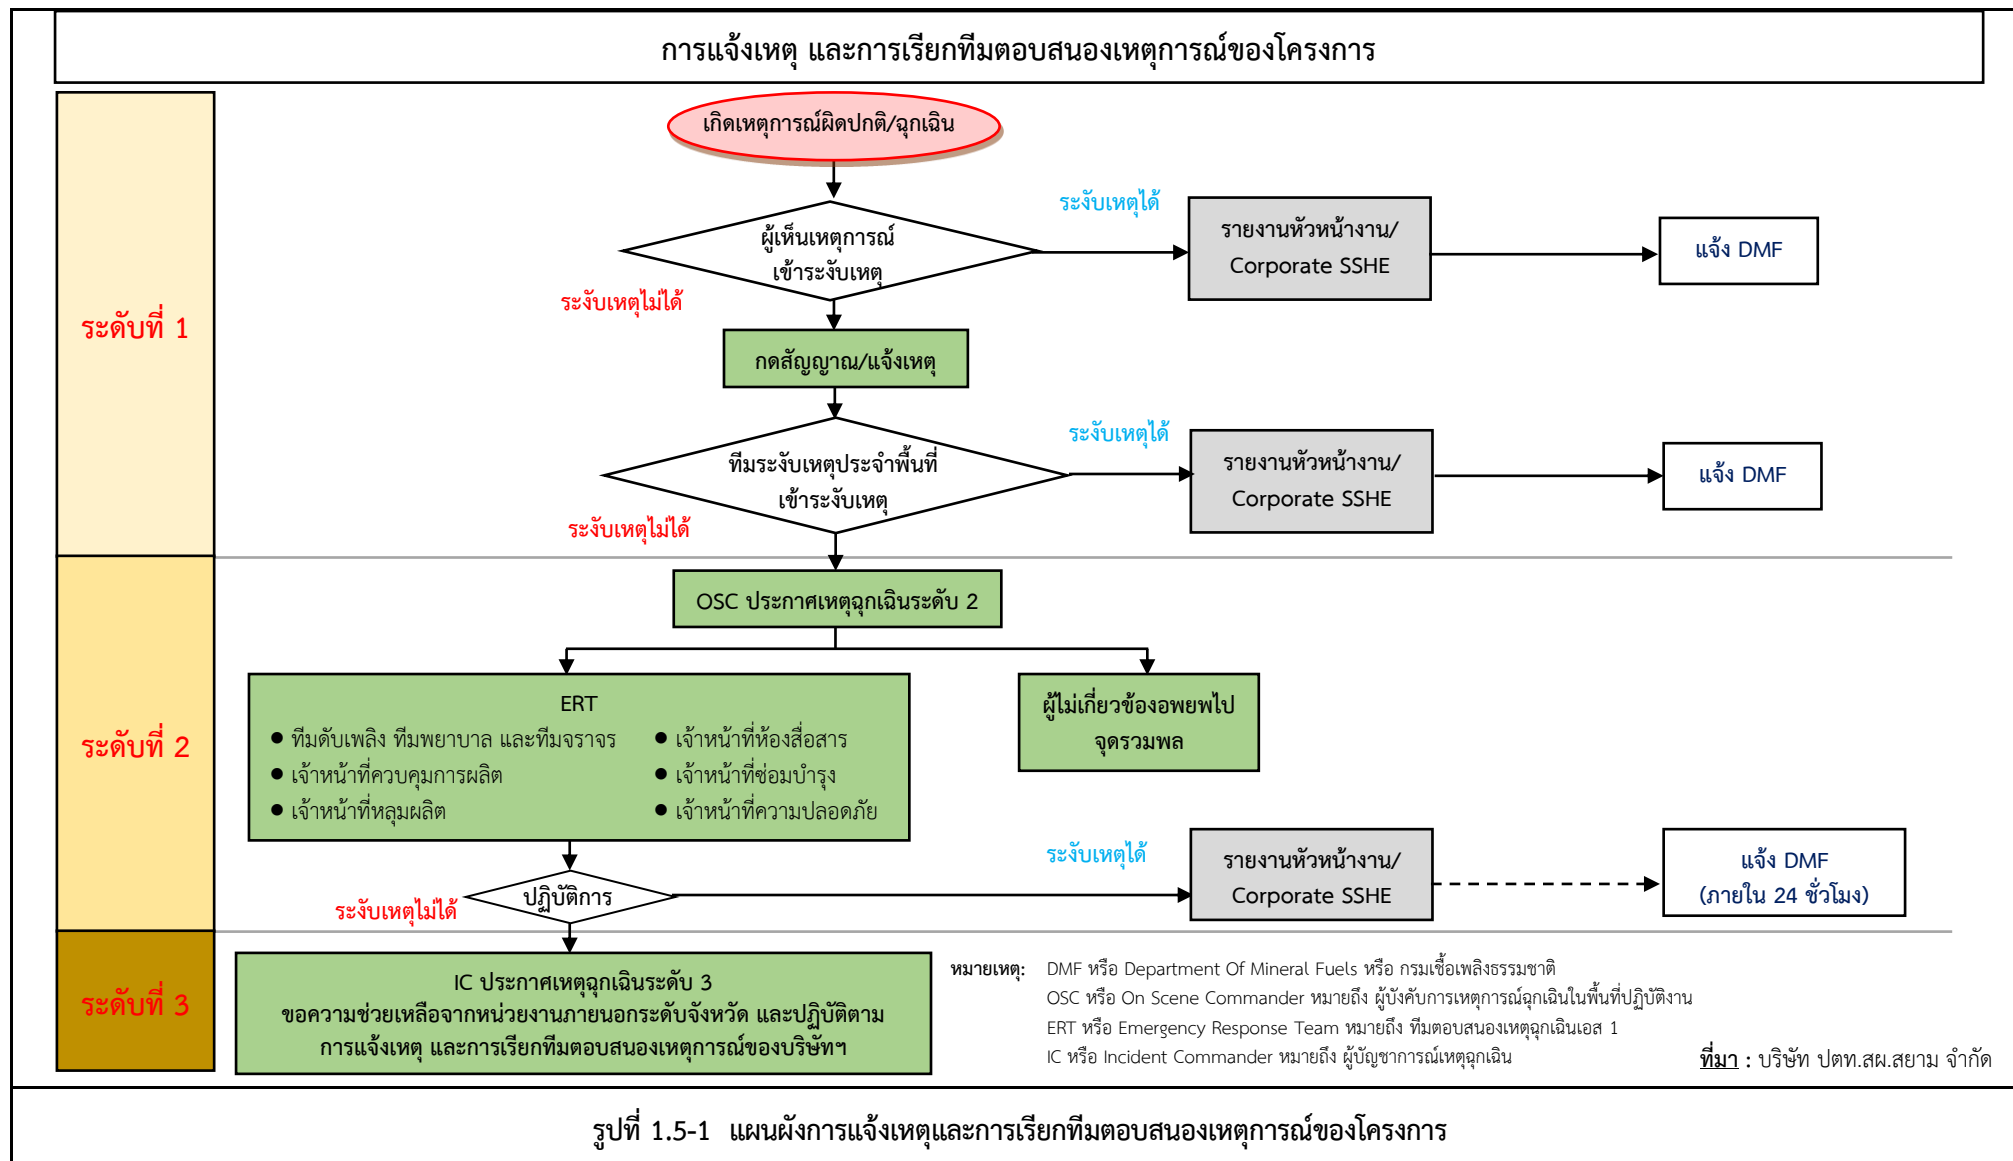 การแจ้งเหตุ และการเรียกทีมตอบสนองเหตุการณ์ของโครงการ
ระดับที่ 1
เกิดเหตุการณ์ผิดปกติ/ฉุกเฉิน
ผู้เห็นเหตุการณ์
เข้าระงับเหตุ
ระงับเหตุได้
รายงานหัวหน้างาน/
Corporate SSHE
แจ้ง DMF
ระงับเหตุไม่ได้
กดสัญญาณ/แจ้งเหตุ
ทีมระงับเหตุประจำพื้นที่
เข้าระงับเหตุ
ระงับเหตุได้
รายงานหัวหน้างาน/
Corporate SSHE
แจ้ง DMF
ระงับเหตุไม่ได้
ระดับที่ 2
OSC ประกาศเหตุฉุกเฉินระดับ 2
ERT
● ทีมดับเพลิง ทีมพยาบาล และทีมจราจร
● เจ้าหน้าที่ควบคุมการผลิต
● เจ้าหน้าที่หลุมผลิต
● เจ้าหน้าที่ห้องสื่อสาร
● เจ้าหน้าที่ซ่อมบำรุง
● เจ้าหน้าที่ความปลอดภัย
ผู้ไม่เกี่ยวข้องอพยพไป
จุดรวมพล
ปฏิบัติการ
ระงับเหตุได้
รายงานหัวหน้างาน/
Corporate SSHE
แจ้ง DMF
(ภายใน 24 ชั่วโมง)
ระงับเหตุไม่ได้
ระดับที่ 3
IC ประกาศเหตุฉุกเฉินระดับ 3
ขอความช่วยเหลือจากหน่วยงานภายนอกระดับจังหวัด และปฏิบัติตาม
การแจ้งเหตุ และการเรียกทีมตอบสนองเหตุการณ์ของบริษัทฯ
หมายเหตุ: DMF หรือ Department Of Mineral Fuels หรือ กรมเชื้อเพลิงธรรมชาติ
OSC หรือ On Scene Commander หมายถึง ผู้บังคับการเหตุการณ์ฉุกเฉินในพื้นที่ปฏิบัติงาน
ERT หรือ Emergency Response Team หมายถึง ทีมตอบสนองเหตุฉุกเฉินเอส 1
IC หรือ Incident Commander หมายถึง ผู้บัญชาการณ์เหตุฉุกเฉิน
ที่มา : บริษัท ปตท.สผ.สยาม จำกัด
รูปที่ 1.5-1 แผนผังการแจ้งเหตุและการเรียกทีมตอบสนองเหตุการณ์ของโครงการ